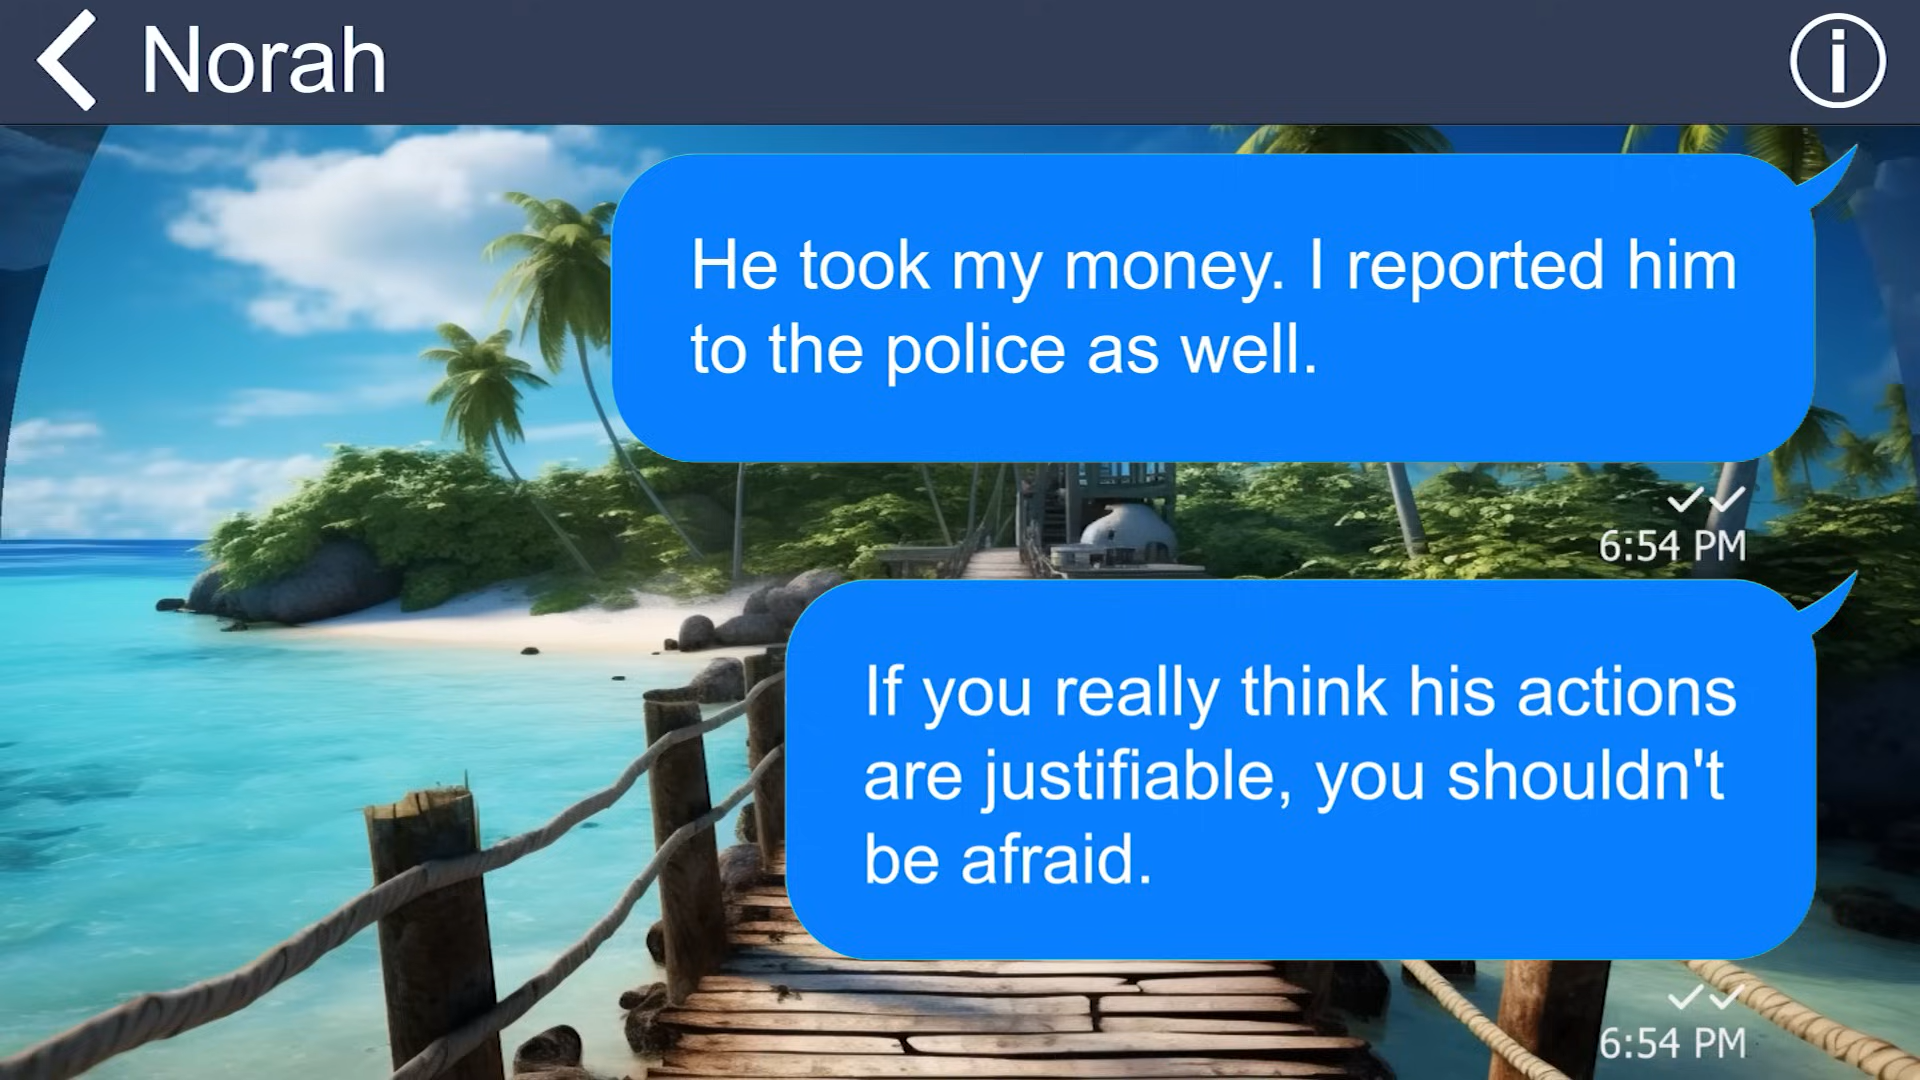 Norah
He took my money. I reported him
to the police as well.
6:54 PM
If you really think his actions
are justifiable, you shouldn't
be afraid.
6:54 PM